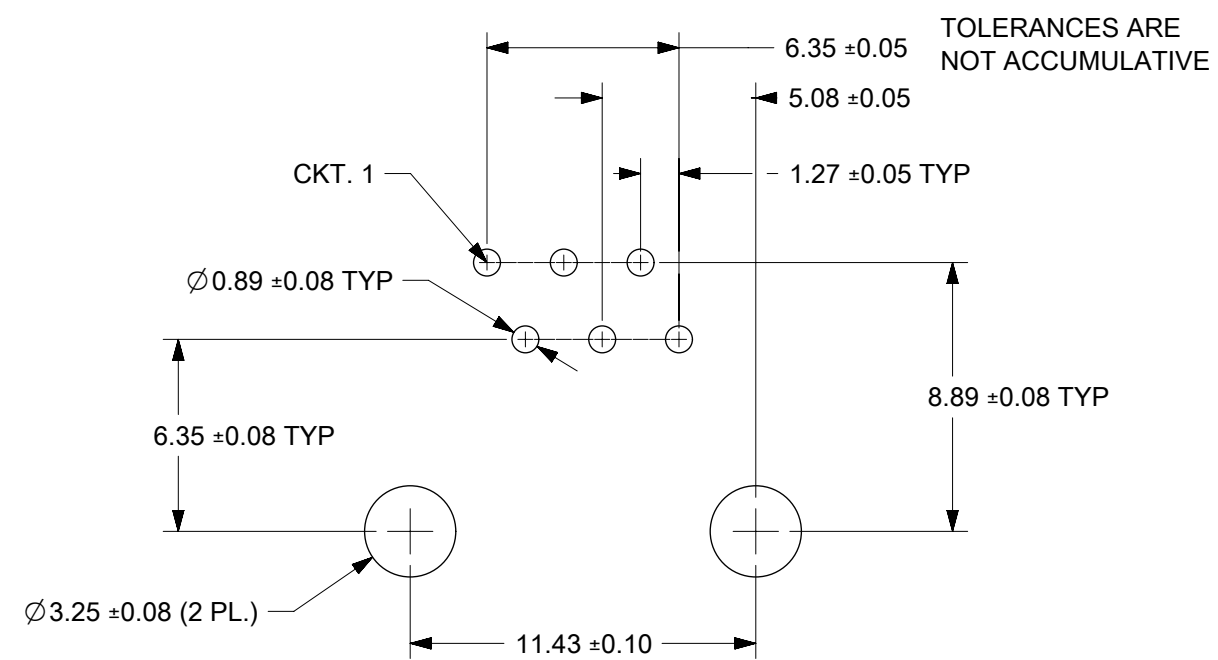 TOLERANCES ARE
NOT ACCUMULATIVE
6.35 ±0.05
5.08 ±0.05
1.27 ±0.05 TYP
CKT. 1
∅0.89 ±0.08 TYP
8.89 ±0.08 TYP
6.35 ±0.08 TYP
∅3.25 ±0.08 (2 PL.)
11.43 ±0.10